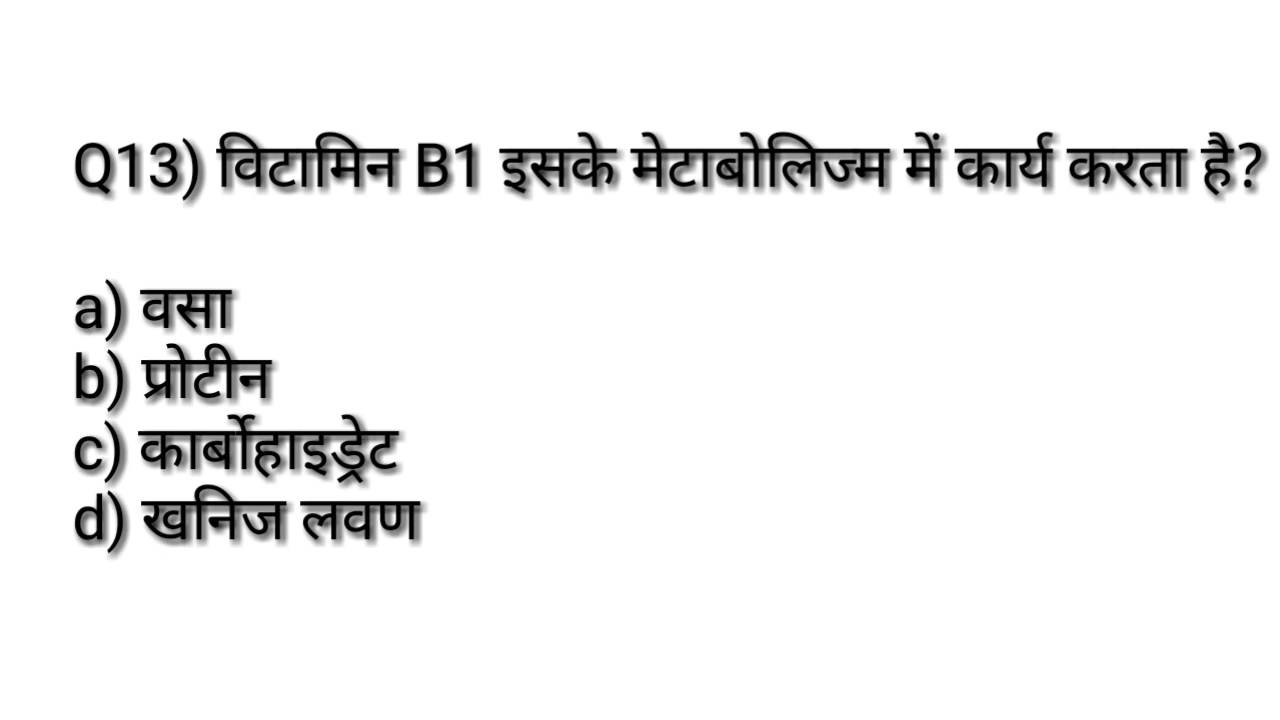 Q13) विटामिन B1 इसके मेटाबोलिज्म में कार्य करता है?
a) वसा
b) प्रोटीन
c) कार्बोहाइड्रेट
d) खनिज लवण